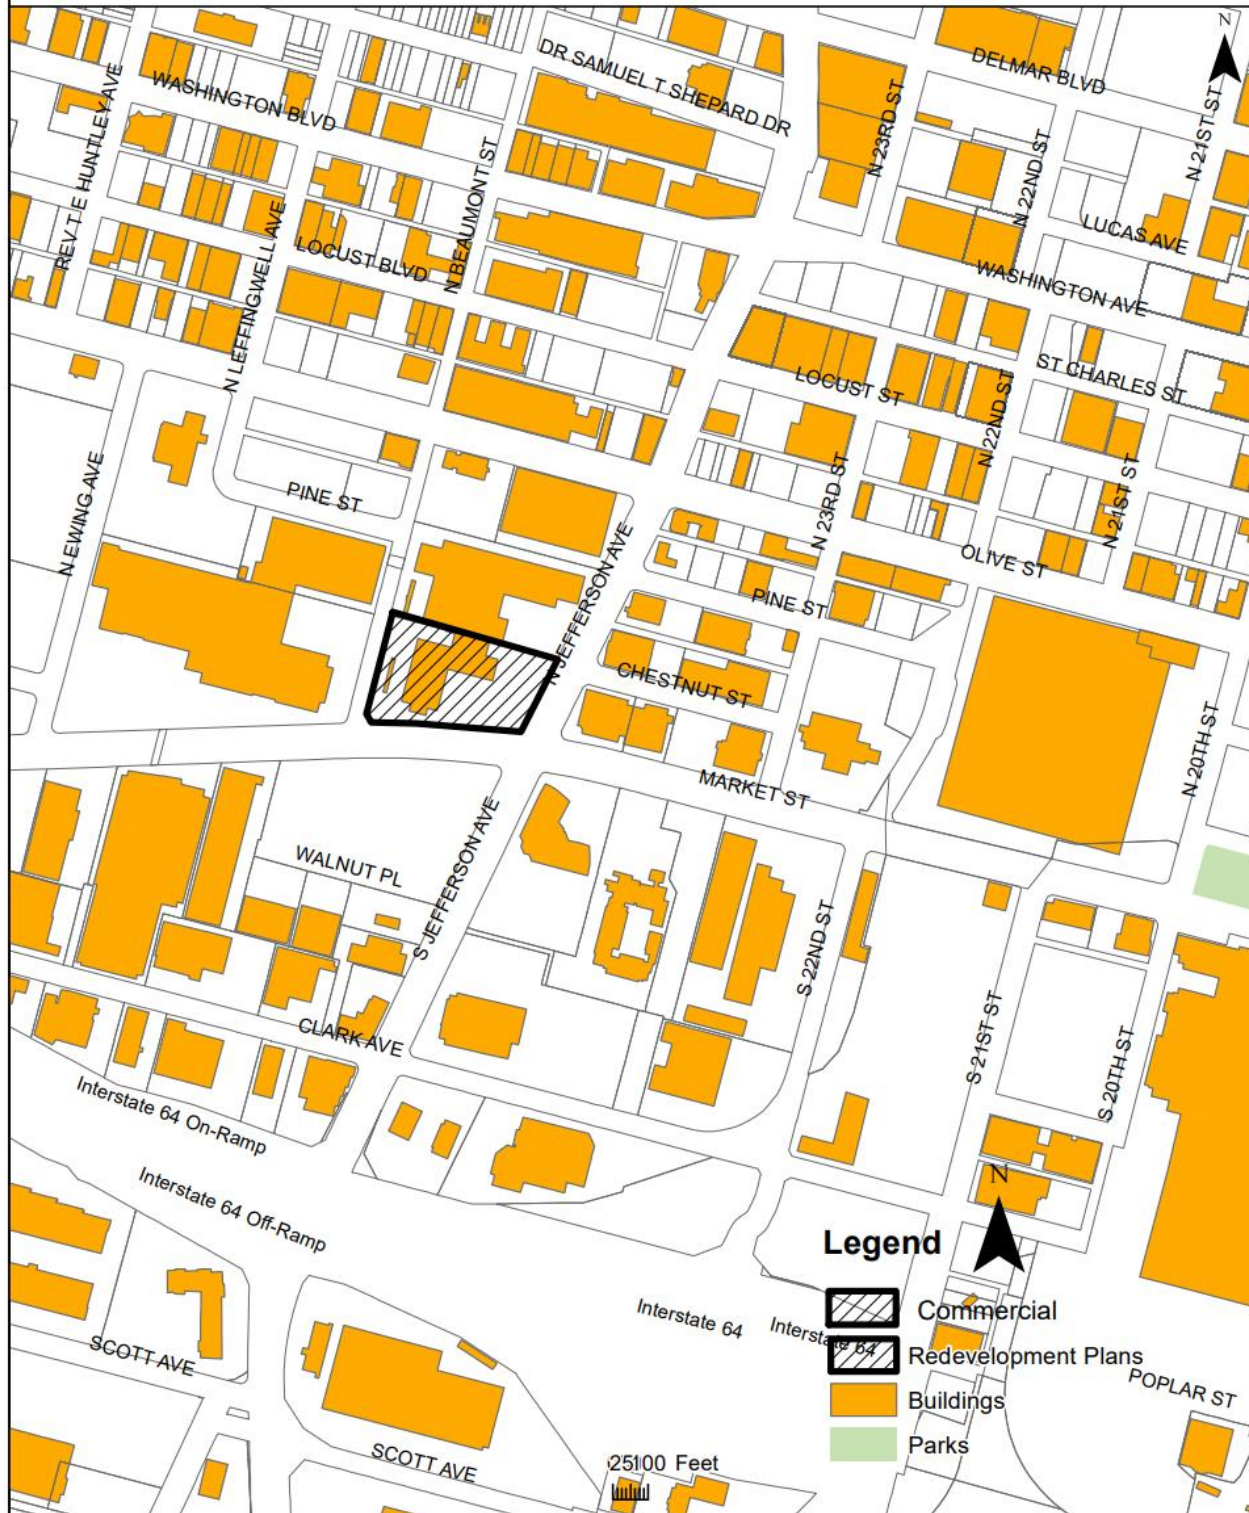 N
DELMAR BLVD
DR SAMUEL T SHEPARD DR
WASHINGTON BLVD
REV T E HUNTLEY AVE
N 23RD ST
N 21ST ST
N 22ND ST
N BEAUMONT ST
LUCAS AVE
LOCUST BLVD
N LEFFINGWELL AVE
WASHINGTON AVE
ST CHARLES ST
LOCUST ST
N 22ND ST
N EWING AVE
PINE ST
N 23RD ST
N 21ST ST
OLIVE ST
N JEFFERSON AVE
PINE ST
CHESTNUT ST
N 20TH ST
MARKET ST
WALNUT PL
S JEFFERSON AVE
S 22ND ST
CLARK AVE
S 21ST ST
S 20TH ST
Interstate 64 On-Ramp
Interstate 64 Off-Ramp
N
Legend
Interstate 64
Interstate 64
Commercial
Redevelopment Plans
SCOTT AVE
POPLAR ST
Buildings
Parks
SCOTT AVE
Feet